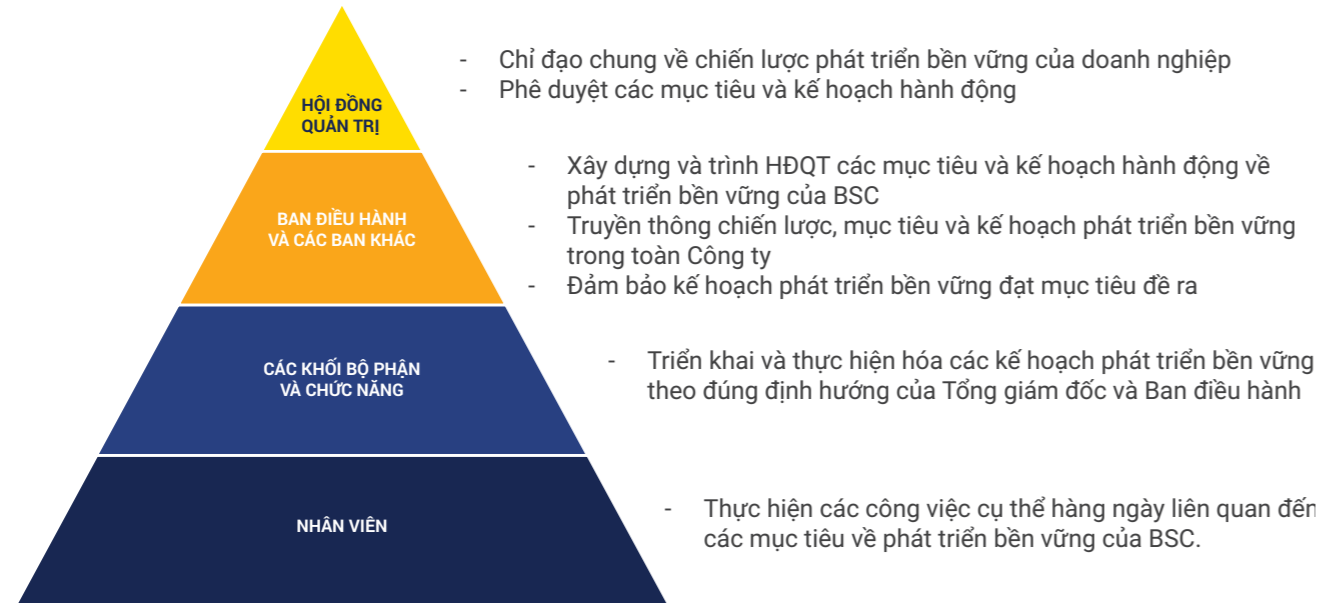 HỘI ĐỒNG
QUẢN TRỊ
- Chỉ đạo chung về chiến lược phát triển bền vững của doanh nghiệp
- Phê duyệt các mục tiêu và kế hoạch hành động
BAN ĐIỀU HÀNH
VÀ CÁC BAN KHÁC
- Xây dựng và trình HĐQT các mục tiêu và kế hoạch hành động về
phát triển bền vững của BSC
- Truyền thông chiến lược, mục tiêu và kế hoạch phát triển bền vững
trong toàn Công ty
- Đảm bảo kế hoạch phát triển bền vững đạt mục tiêu đề ra
CÁC KHỐI BỘ PHẬN
VÀ CHỨC NĂNG
- Triển khai và thực hiện hóa các kế hoạch phát triển bền vững
theo đúng định hướng của Tổng giám đốc và Ban điều hành
NHÂN VIÊN
- Thực hiện các công việc cụ thể hàng ngày liên quan đến
các mục tiêu về phát triển bền vững của BSC.